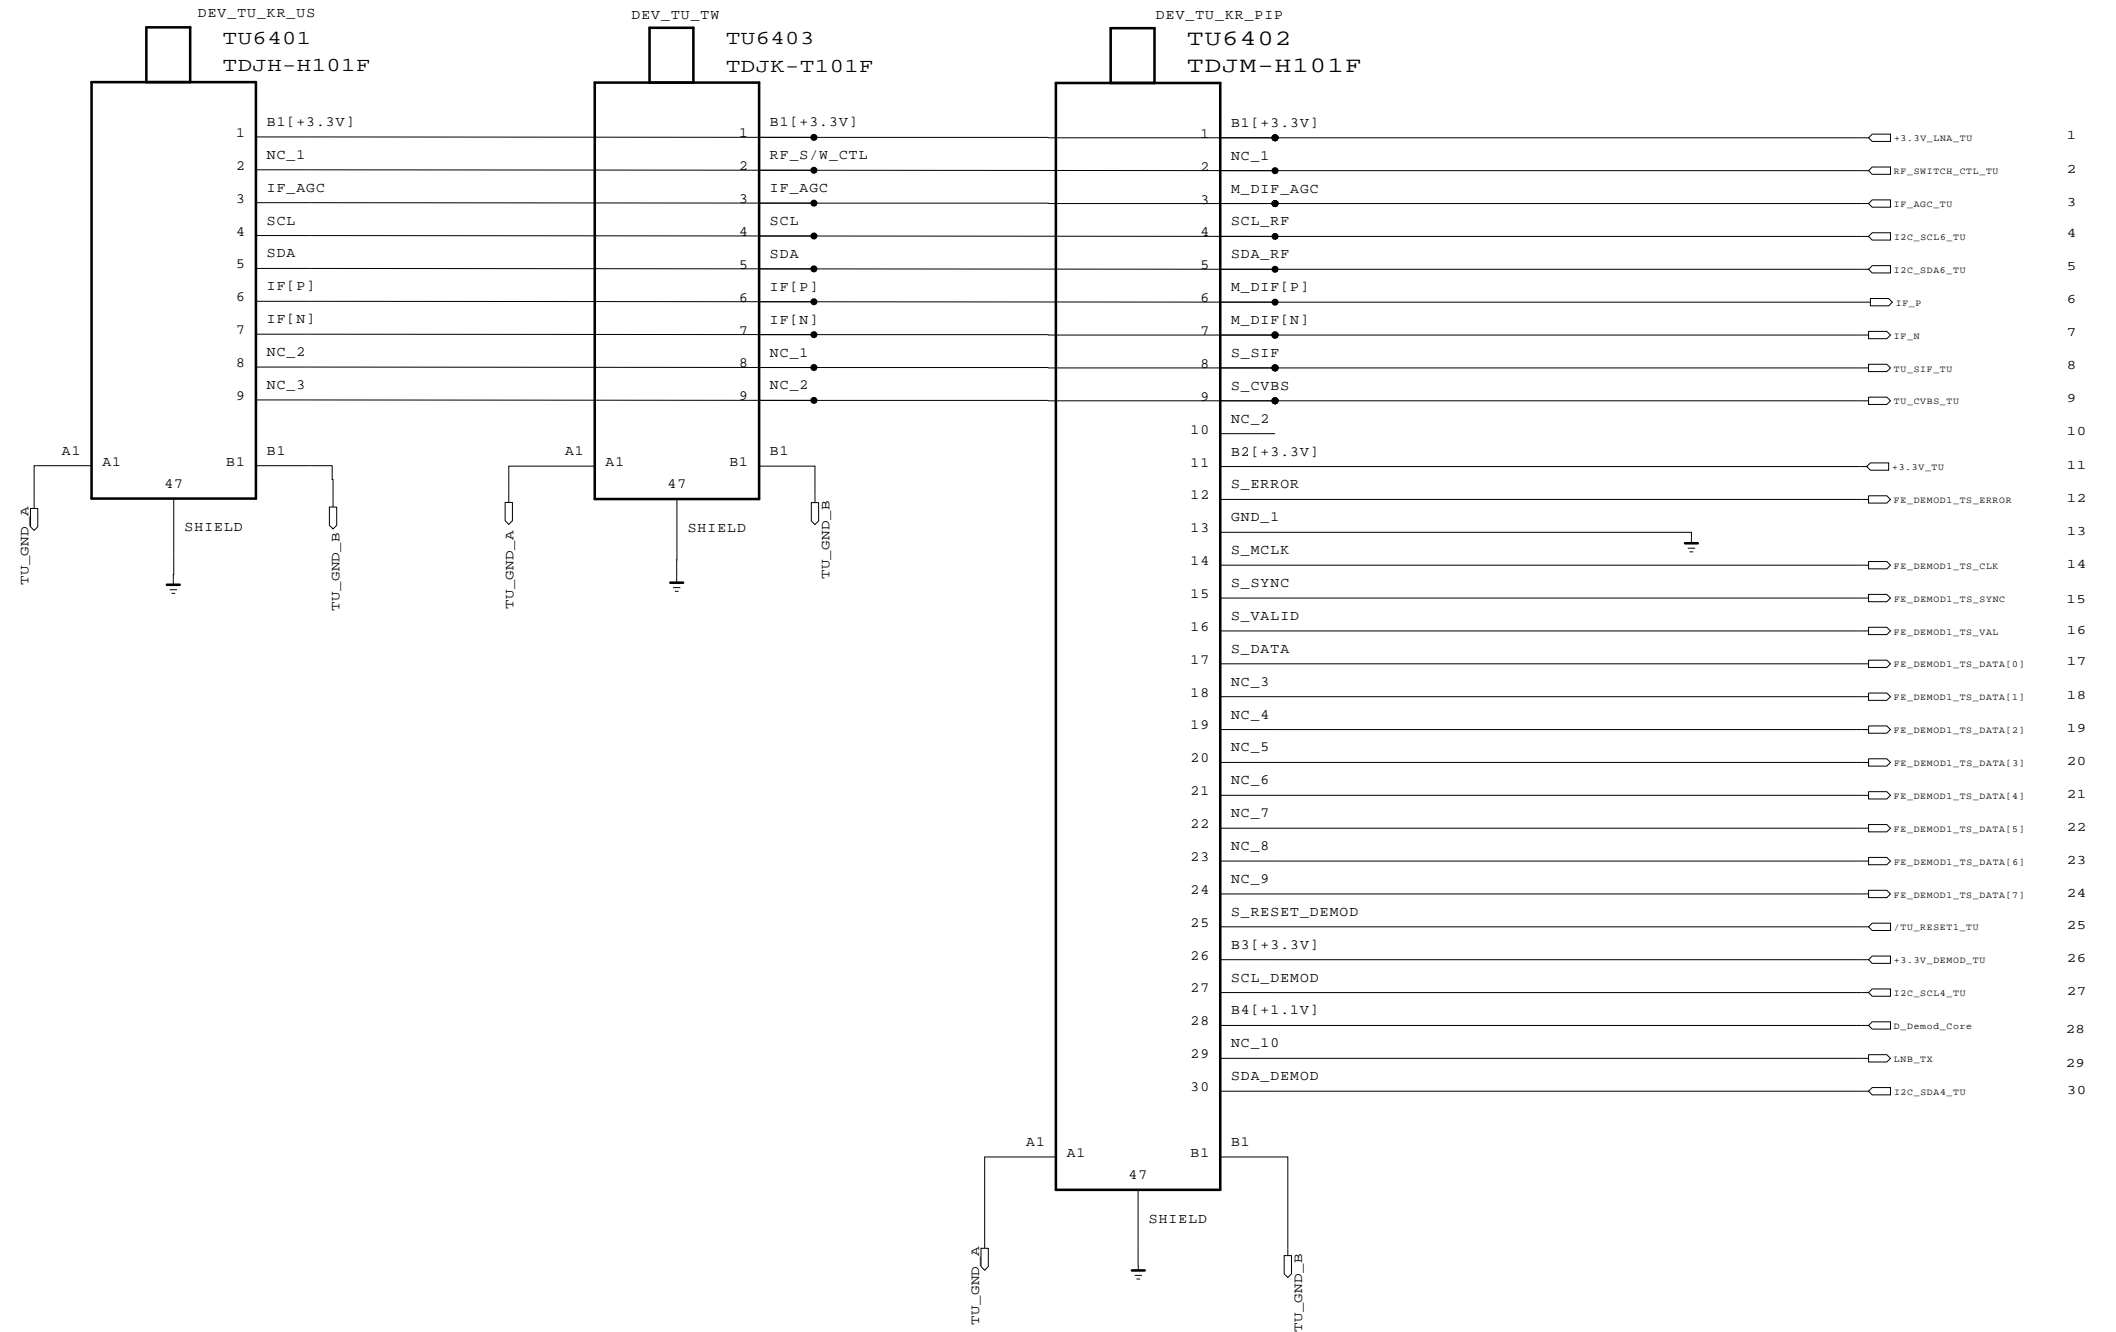 DEV_TU_KR_US
TU6401
TDJH-H101F
1 B1[+3.3V]
2 NC_1
3 IF_AGC
4 SCL
5 SDA
6 IF[P]
7 IF[N]
8 NC_2
9 NC_3
A1 A1 B1 B1
47
SHIELD
TU_GND_A
TU_GND_B
DEV_TU_TW
TU6403
TDJK-T101F
1 B1[+3.3V]
2 RF_S/W_CTL
3 IF_AGC
4 SCL
5 SDA
6 IF[P]
7 IF[N]
8 NC_1
9 NC_2
A1 A1 B1 B1
47
SHIELD
TU_GND_A
TU_GND_B
DEV_TU_KR_PIP
TU6402
TDJM-H101F
1 B1[+3.3V] +3.3V_LNA_TU 1
2 NC_1 RF_SWITCH_CTL_TU 2
3 M_DIF_AGC IF_AGC_TU 3
4 SCL_RF I2C_SCL6_TU 4
5 SDA_RF I2C_SDA6_TU 5
6 M_DIF[P] IF_P 6
7 M_DIF[N] IF_N 7
8 S_SIF TU_SIF_TU 8
9 S_CVBS TU_CVBS_TU 9
10 NC_2 10
11 B2[+3.3V] +3.3V_TU 11
12 S_ERROR FE_DEMOD1_TS_ERROR 12
13 GND_1 13
14 S_MCLK FE_DEMOD1_TS_CLK 14
15 S_SYNC FE_DEMOD1_TS_SYNC 15
16 S_VALID FE_DEMOD1_TS_VAL 16
17 S_DATA FE_DEMOD1_TS_DATA[0] 17
18 NC_3 FE_DEMOD1_TS_DATA[1] 18
19 NC_4 FE_DEMOD1_TS_DATA[2] 19
20 NC_5 FE_DEMOD1_TS_DATA[3] 20
21 NC_6 FE_DEMOD1_TS_DATA[4] 21
22 NC_7 FE_DEMOD1_TS_DATA[5] 22
23 NC_8 FE_DEMOD1_TS_DATA[6] 23
24 NC_9 FE_DEMOD1_TS_DATA[7] 24
25 S_RESET_DEMOD /TU_RESET1_TU 25
26 B3[+3.3V] +3.3V_DEMOD_TU 26
27 SCL_DEMOD I2C_SCL4_TU 27
28 B4[+1.1V] D_Demod_Core 28
29 NC_10 LNB_TX 29
30 SDA_DEMOD I2C_SDA4_TU 30
A1 A1 B1 B1
47
SHIELD
TU_GND_A
TU_GND_B